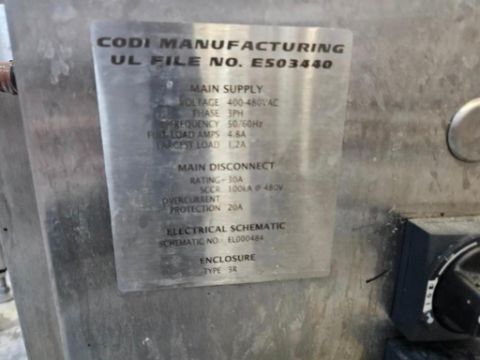 CODI MANUFACTURING
UL FILE NO. E503440
MAIN SUPPLY
VOLTAGE 400-480VAC
PHASE 3PH
FREQUENCY 50/60Hz
FULL LOAD AMPS 4.8A
LARGEST LOAD 1.2A
MAIN DISCONNECT
RATING 30A
SCCR 100kA @ 480V
OVERCURRENT
PROTECTION 20A
ELECTRICAL SCHEMATIC
SCHEMATIC NO. EL000484
ENCLOSURE
TYPE 3R